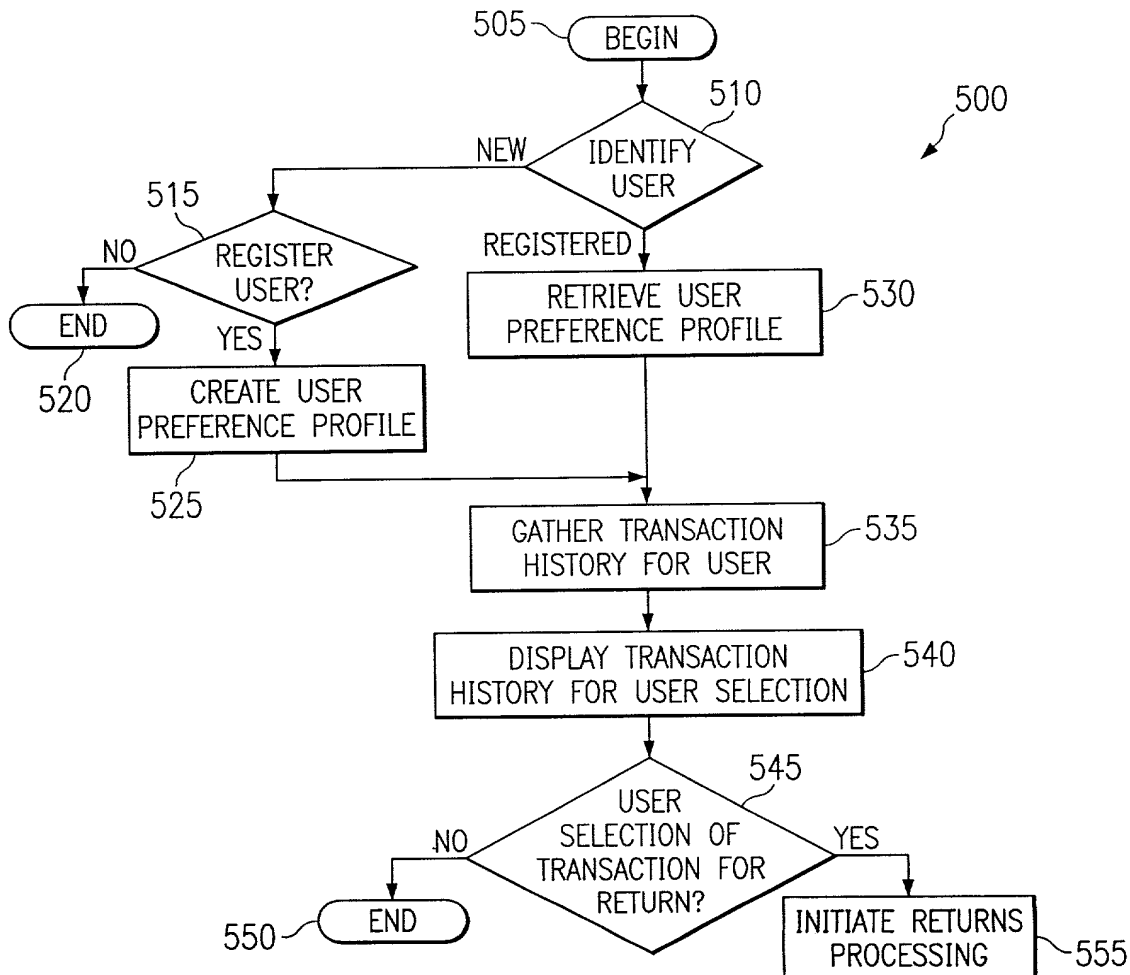 505
BEGIN
510
500
NEW
IDENTIFY
USER
515
NO
REGISTER
USER?
REGISTERED
RETRIEVE USER
PREFERENCE PROFILE
530
END
520
YES
CREATE USER
PREFERENCE PROFILE
525
GATHER TRANSACTION
HISTORY FOR USER
535
DISPLAY TRANSACTION
HISTORY FOR USER SELECTION
540
545
USER
SELECTION OF
TRANSACTION FOR
RETURN?
NO
YES
550
END
INITIATE RETURNS
PROCESSING
555